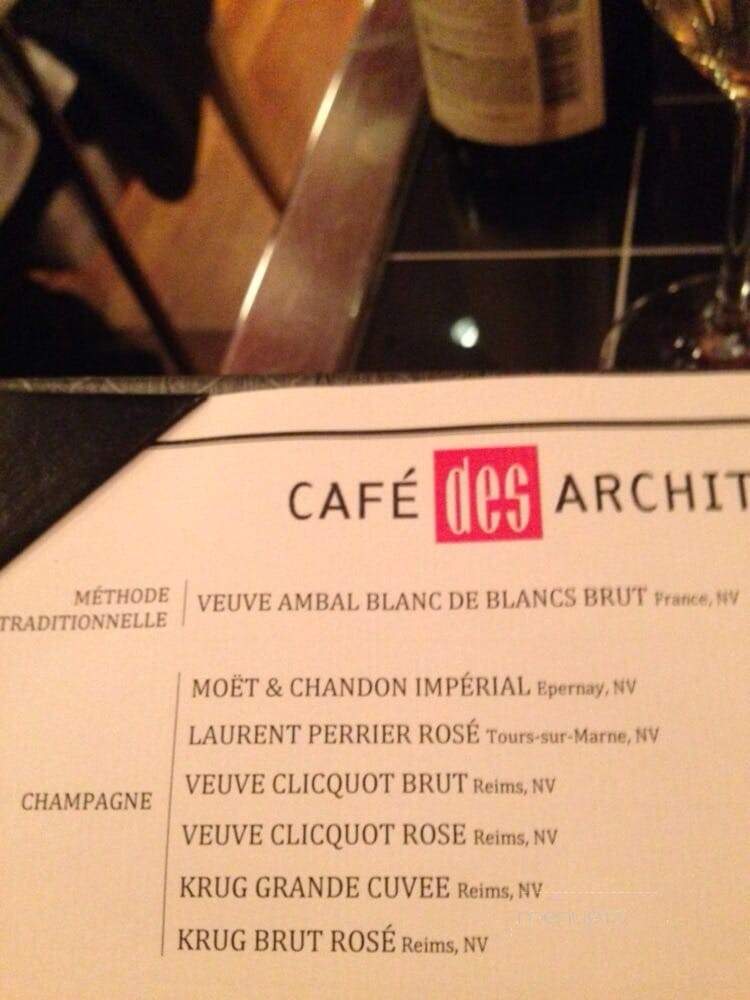 CAFÉ des ARCHIT
MÉTHODE
TRADITIONNELLE
VEUVE AMBAL BLANC DE BLANCS BRUT France, NV
CHAMPAGNE
MOËT & CHANDON IMPÉRIAL Epernay, NV
LAURENT PERRIER ROSÉ Tours-sur-Marne, NV
VEUVE CLICQUOT BRUT Reims, NV
VEUVE CLICQUOT ROSE Reims, NV
KRUG GRANDE CUVEE Reims, NV
KRUG BRUT ROSÉ Reims, NV